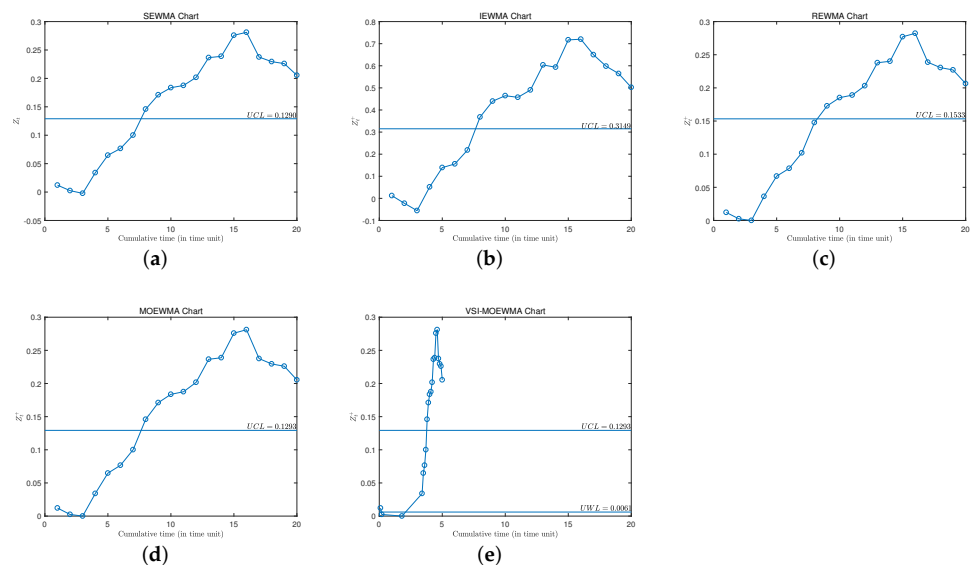 SEWMA Chart
0.3
0.25
0.2
0.15
0.1
0.05
0
-0.05
Z_i
UCL = 0.1290
0 5 10 15 20
Cumulative time (in time unit)
(a)
IEWMA Chart
0.7
0.6
0.5
0.4
0.3
0.2
0.1
0
-0.1
UCL = 0.3149
0 5 10 15 20
Cumulative time (in time unit)
(b)
REWMA Chart
0.3
0.25
0.2
0.15
0.1
0.05
0
UCL = 0.1533
0 5 10 15 20
Cumulative time (in time unit)
(c)
MOEWMA Chart
0.3
0.25
0.2
0.15
0.1
0.05
0
UCL = 0.1293
0 5 10 15 20
Cumulative time (in time unit)
(d)
VSI-MOEWMA Chart
0.3
0.25
0.2
0.15
0.1
0.05
0
UCL = 0.1293
UWL = 0.0061
0 5 10 15 20
Cumulative time (in time unit)
(e)